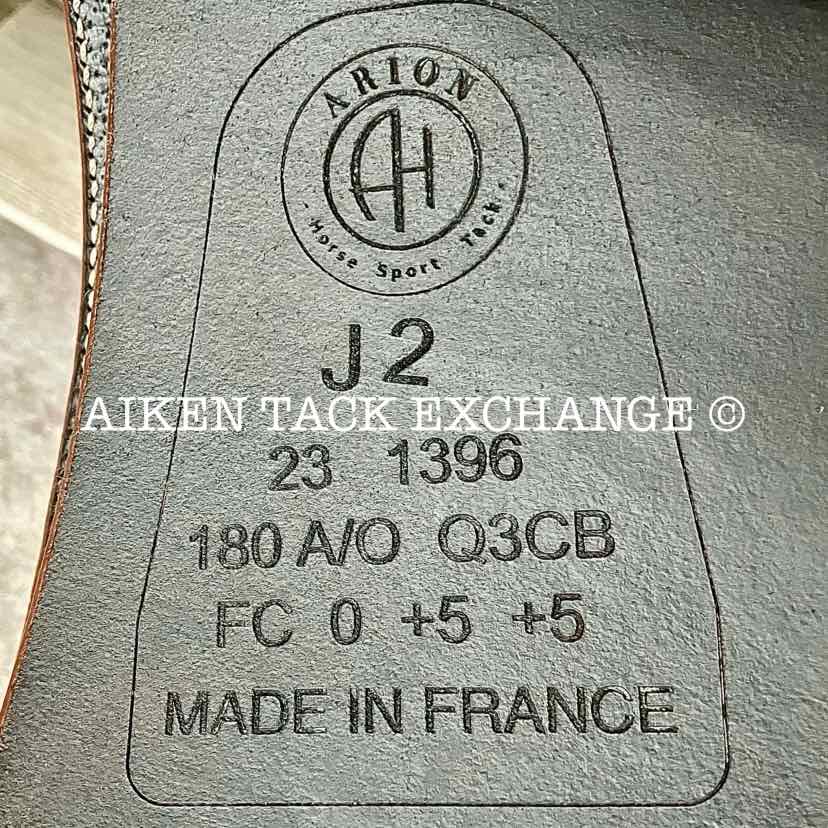 ARION
AH
- Horse Sport Tack -
J2
AIKEN TACK EXCHANGE ©
23 1396
180 A/O Q3CB
FC 0 +5 +5
MADE IN FRANCE